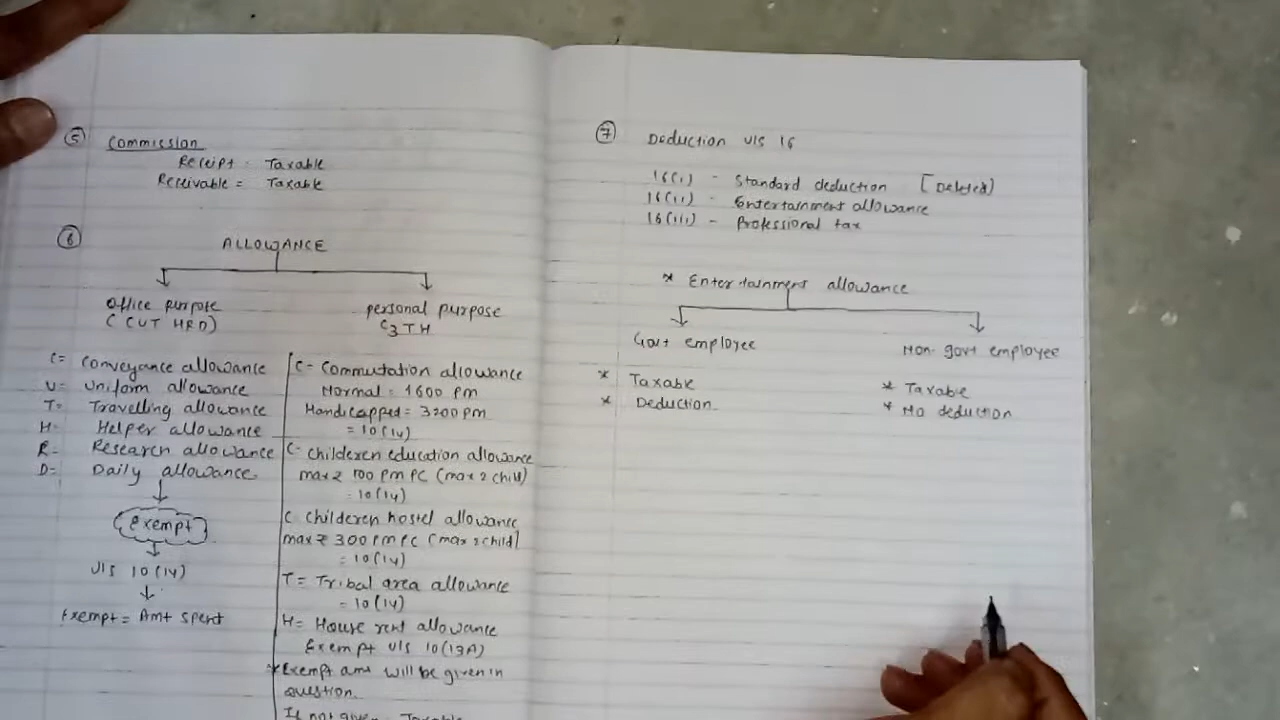 5 Commission
Receipt = Taxable
Receivable = Taxable
6
ALLOWANCE
Office purpose
(CUT HRD)
personal purpose
C3TH
C= Conveyance allowance
U= Uniform allowance
T= Travelling allowance
H= Helper allowance
R= Research allowance
D= Daily allowance
Exempt
U/S 10(14)
Exempt = Amt spent
C= Commutation allowance
Normal = 1600 pm
Handicapped = 3200 pm
= 10(14)
C- childeren education allowance
max ₹ 100 pm pc (max 2 child)
= 10(14)
C childeren hostel allowance
max ₹ 300 pm pc (max 2 child)
= 10(14)
T= Tribal area allowance
= 10(14)
H= House rent allowance
Exempt U/S 10(13A)
*Exempt amt will be given in
question.
If not given Taxable
7 Deduction U/S 16
16(i) - Standard deduction [Deleted]
16(ii) - Entertainment allowance
16(iii) - Professional tax
* Entertainment allowance
Govt employee
Non-govt employee
* Taxable
* Deduction
* Taxable
* No deduction